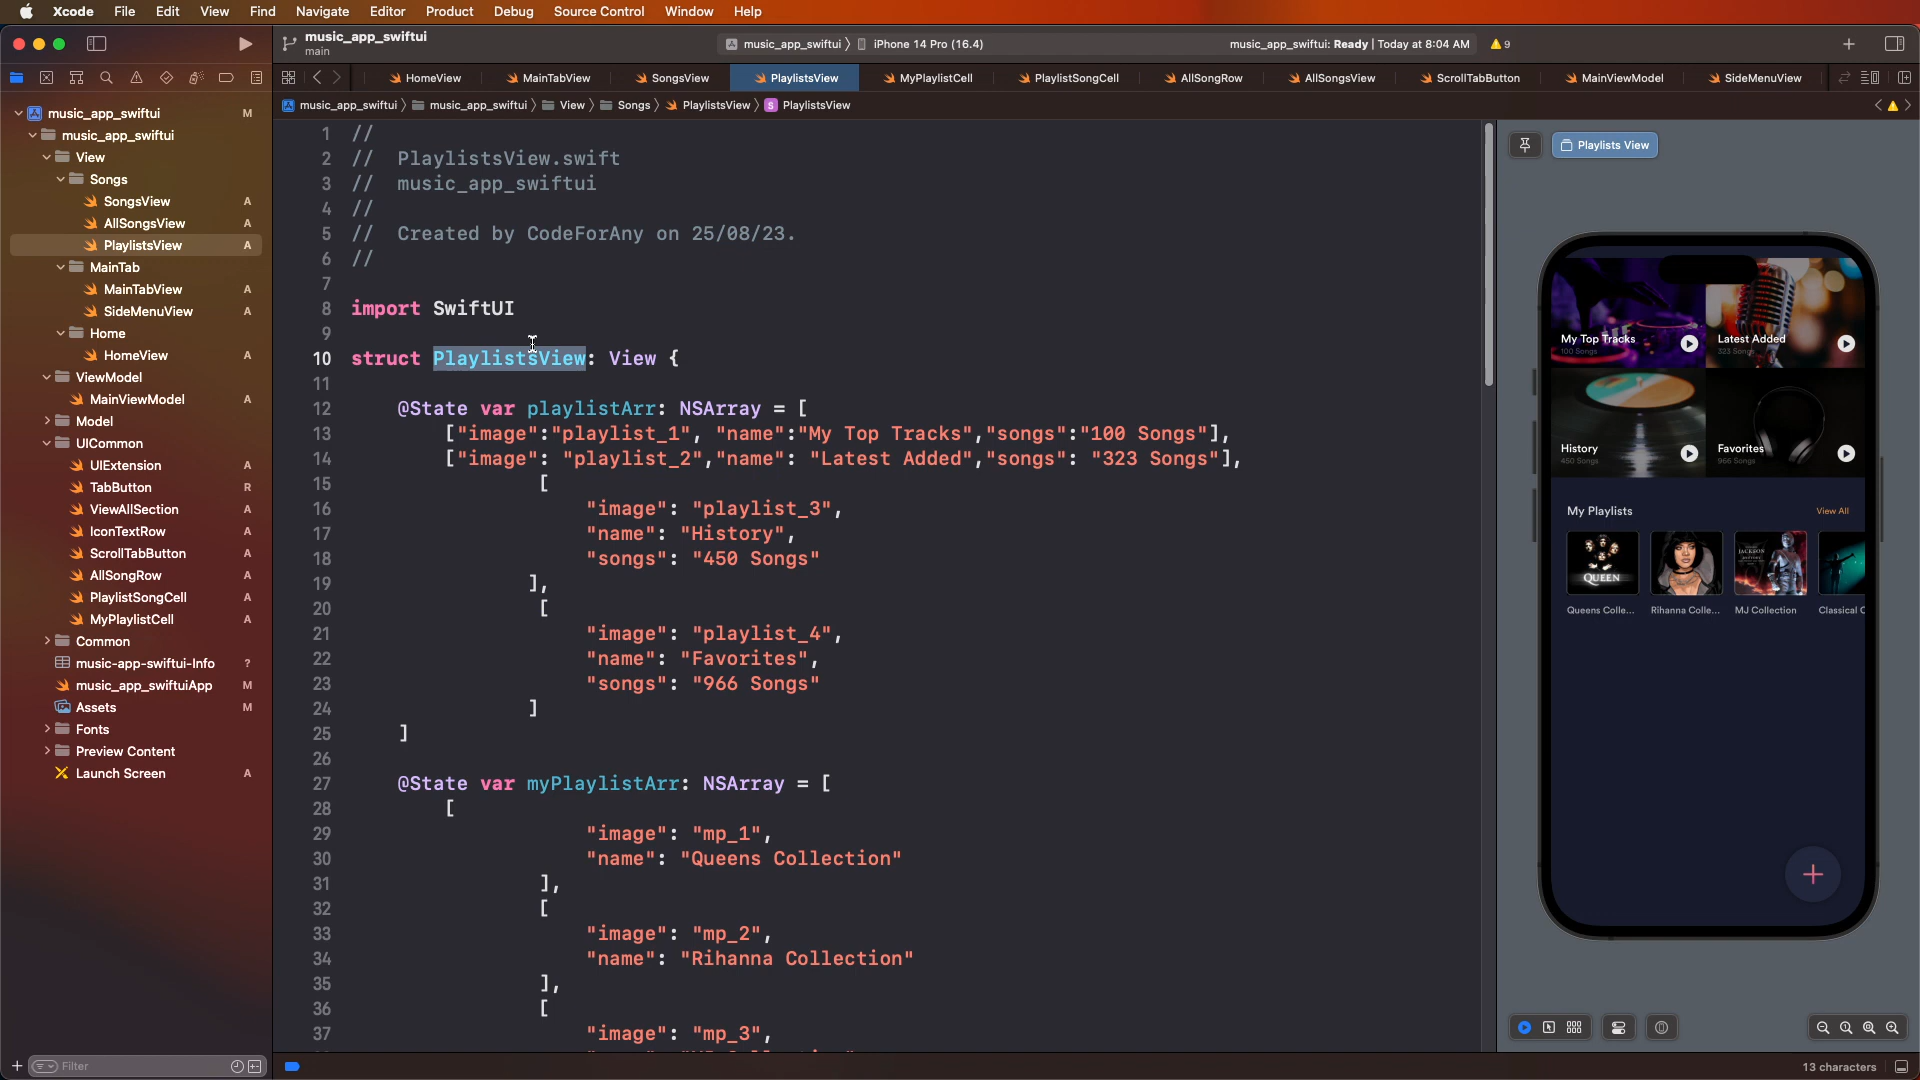 Xcode File Edit View Find Navigate Editor Product Debug Source Control Window Help
music_app_swiftui
main
music_app_swiftui iPhone 14 Pro (16.4)
music_app_swiftui: Ready | Today at 8:04 AM 9
HomeView MainTabView SongsView PlaylistsView MyPlaylistCell PlaylistSongCell AllSongRow AllSongsView ScrollTabButton MainViewModel SideMenuView
music_app_swiftui music_app_swiftui View Songs PlaylistsView S PlaylistsView
music_app_swiftui M
music_app_swiftui
View
Songs
SongsView A
AllSongsView A
PlaylistsView A
MainTab
MainTabView A
SideMenuView A
Home
HomeView A
ViewModel
MainViewModel A
Model
UICommon
UIExtension A
TabButton R
ViewAllSection A
IconTextRow A
ScrollTabButton A
AllSongRow A
PlaylistSongCell A
MyPlaylistCell A
Common
music-app-swiftui-Info ?
music_app_swiftuiApp M
Assets M
Fonts
Preview Content
Launch Screen A
Filter
1 //
2 // PlaylistsView.swift
3 // music_app_swiftui
4 //
5 // Created by CodeForAny on 25/08/23.
6 //
7
8 import SwiftUI
9
10 struct PlaylistsView: View {
11
12 @State var playlistArr: NSArray = [
13 ["image":"playlist_1", "name":"My Top Tracks","songs":"100 Songs"],
14 ["image": "playlist_2","name": "Latest Added","songs": "323 Songs"],
15 [
16 "image": "playlist_3",
17 "name": "History",
18 "songs": "450 Songs"
19 ],
20 [
21 "image": "playlist_4",
22 "name": "Favorites",
23 "songs": "966 Songs"
24 ]
25 ]
26
27 @State var myPlaylistArr: NSArray = [
28 [
29 "image": "mp_1",
30 "name": "Queens Collection"
31 ],
32 [
33 "image": "mp_2",
34 "name": "Rihanna Collection"
35 ],
36 [
37 "image": "mp_3",
Playlists View
My Top Tracks
100 Songs
Latest Added
323 Songs
History
450 Songs
Favorites
966 Songs
My Playlists View All
QUEEN
JACKSON
Queens Colle... Rihanna Colle... MJ Collection Classical C
13 characters